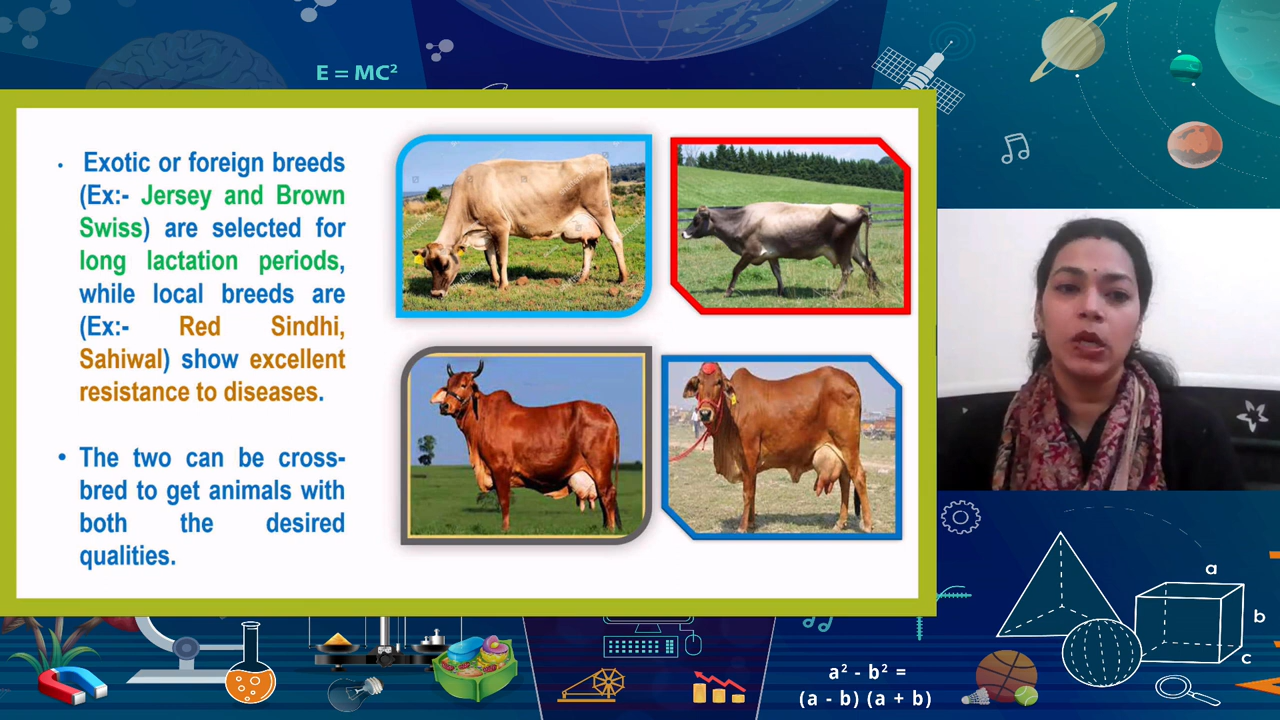 E = MC²
• Exotic or foreign breeds
(Ex:- Jersey and Brown
Swiss) are selected for
long lactation periods,
while local breeds are
(Ex:- Red Sindhi,
Sahiwal) show excellent
resistance to diseases.
• The two can be cross-
bred to get animals with
both the desired
qualities.
a
b
c
a² - b² =
(a - b) (a + b)